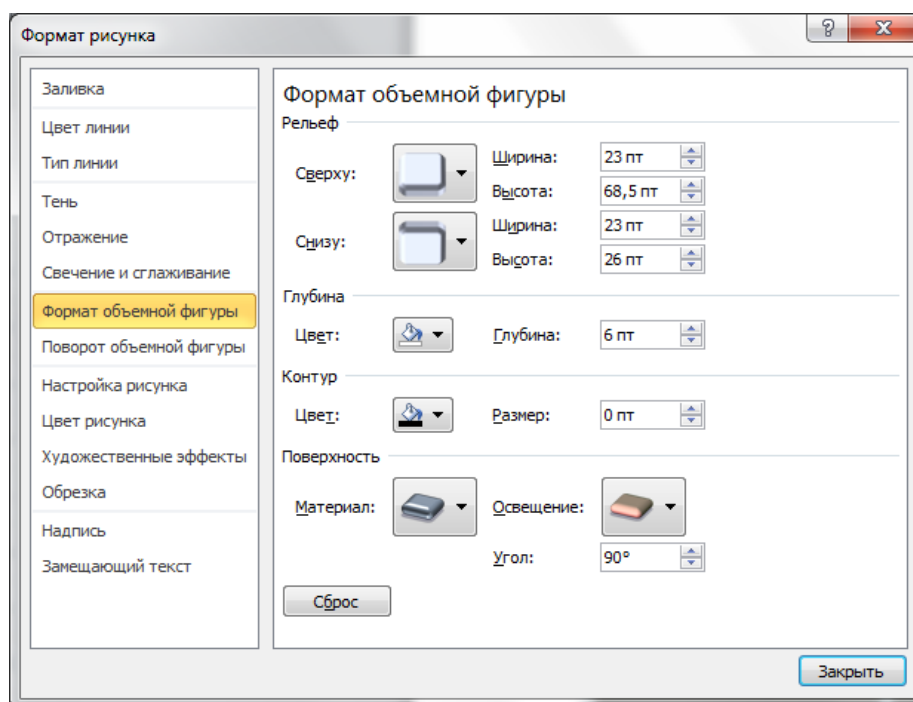 Формат рисунка
Заливка
Цвет линии
Тип линии
Тень
Отражение
Свечение и сглаживание
Формат объемной фигуры
Поворот объемной фигуры
Настройка рисунка
Цвет рисунка
Художественные эффекты
Обрезка
Надпись
Замещающий текст
Формат объемной фигуры
Рельеф
Сверху: Ширина: 23 пт
Высота: 68,5 пт
Снизу: Ширина: 23 пт
Высота: 26 пт
Глубина
Цвет: Глубина: 6 пт
Контур
Цвет: Размер: 0 пт
Поверхность
Материал: Освещение:
Угол: 90°
Сброс
Закрыть